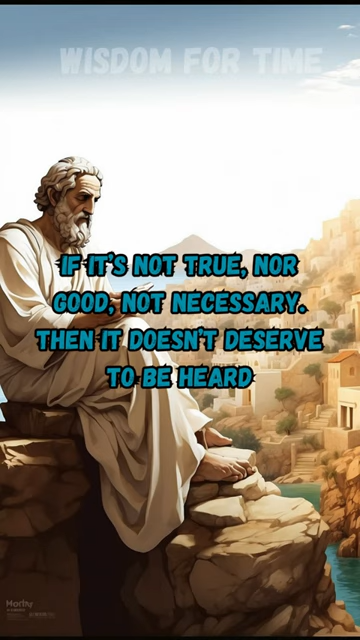 WISDOM FOR TIME
IF IT'S NOT TRUE, NOR
GOOD, NOT NECESSARY.
THEN IT DOESN'T DESERVE
TO BE HEARD